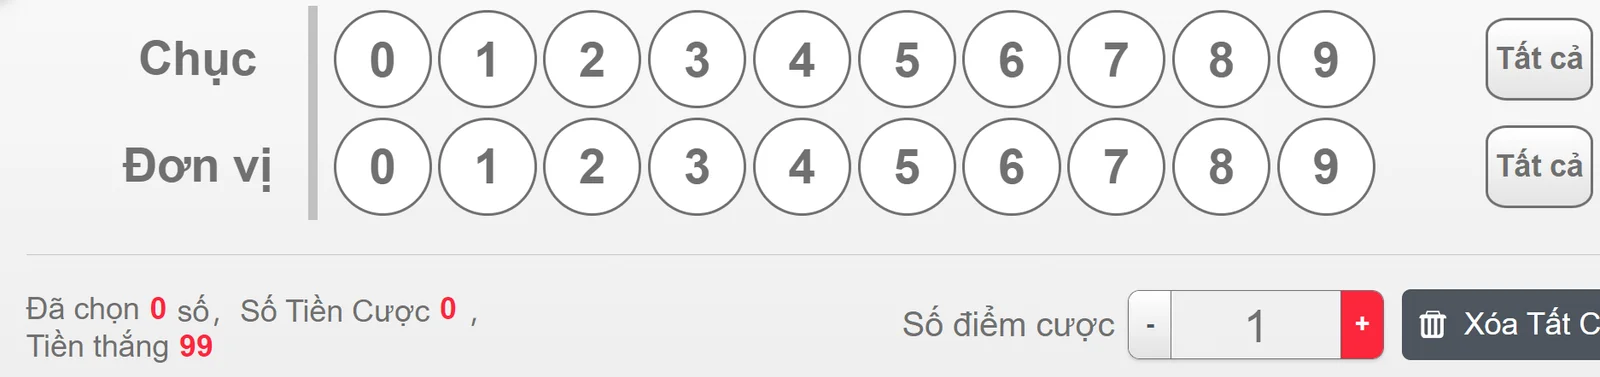 Chục 0 1 2 3 4 5 6 7 8 9 Tất cả
Đơn vị 0 1 2 3 4 5 6 7 8 9 Tất cả
Đã chọn 0 số, Số Tiền Cược 0 ,
Tiền thắng 99
Số điểm cược - 1 + Xóa Tất C